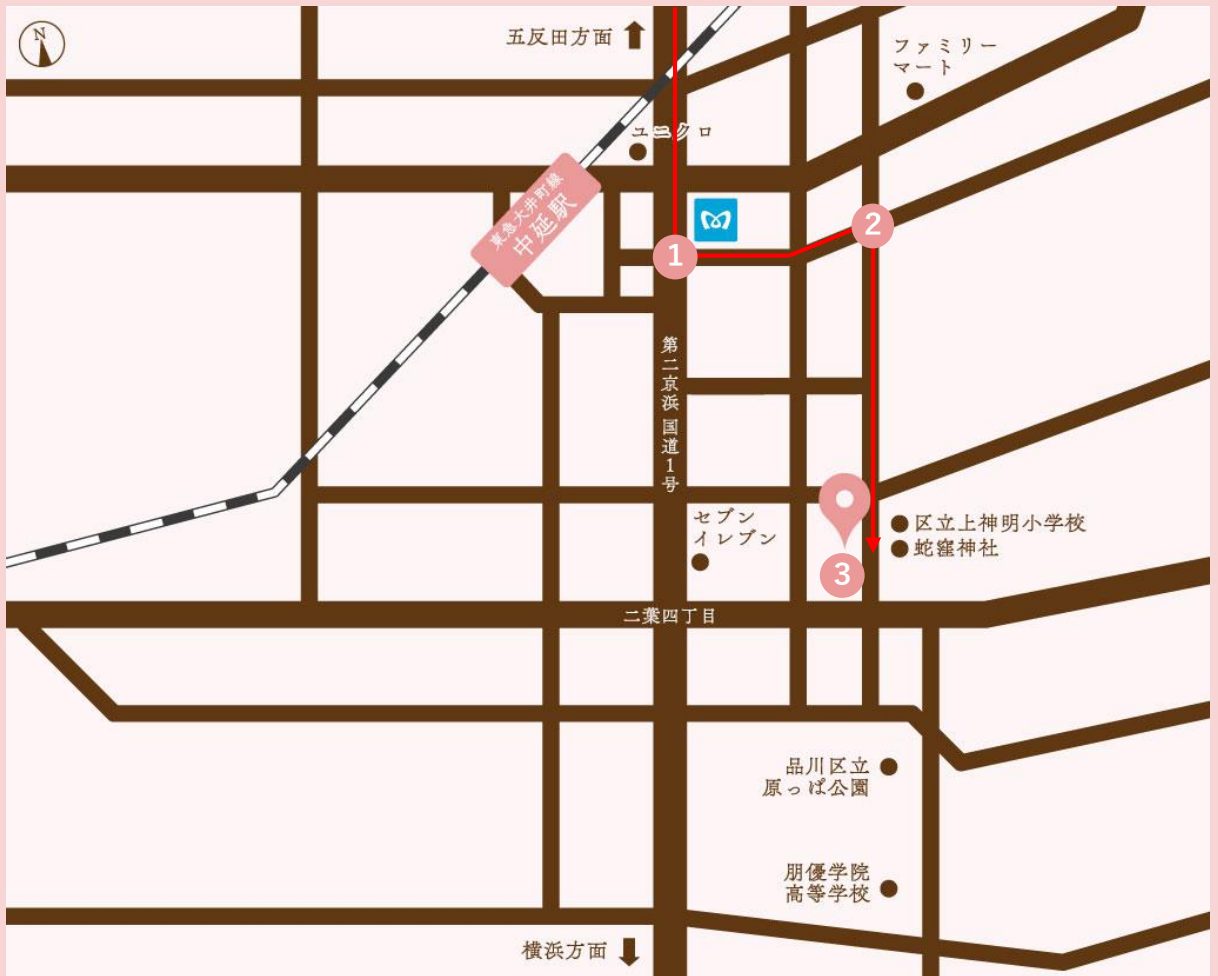 N
五反田方面
ファミリー
マート
ユニクロ
東急大井町線
中延駅
2
1
第二京浜 国道1号
セブン
イレブン
区立上神明小学校
蛇窪神社
3
二葉四丁目
品川区立
原っぱ公園
朋優学院
高等学校
横浜方面